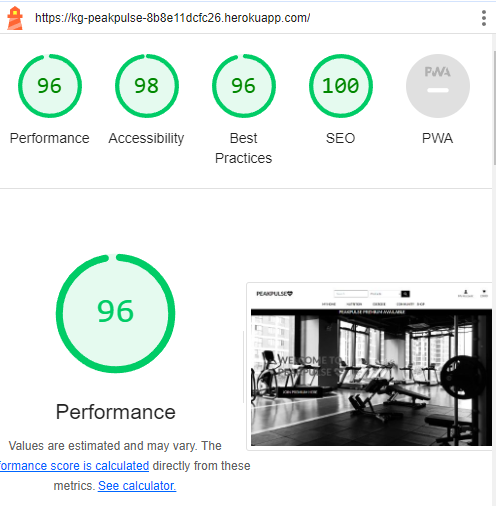 https://kg-peakpulse-8b8e11dcfc26.herokuapp.com/
96 98 96 100 PWA
Performance Accessibility Best Practices SEO PWA
96
PEAKPULSE
PEAKPULSE PREMIUM AVAILABLE
WELCOME TO
PEAKPULSE
Performance
Values are estimated and may vary. The
formance score is calculated directly from these
metrics. See calculator.